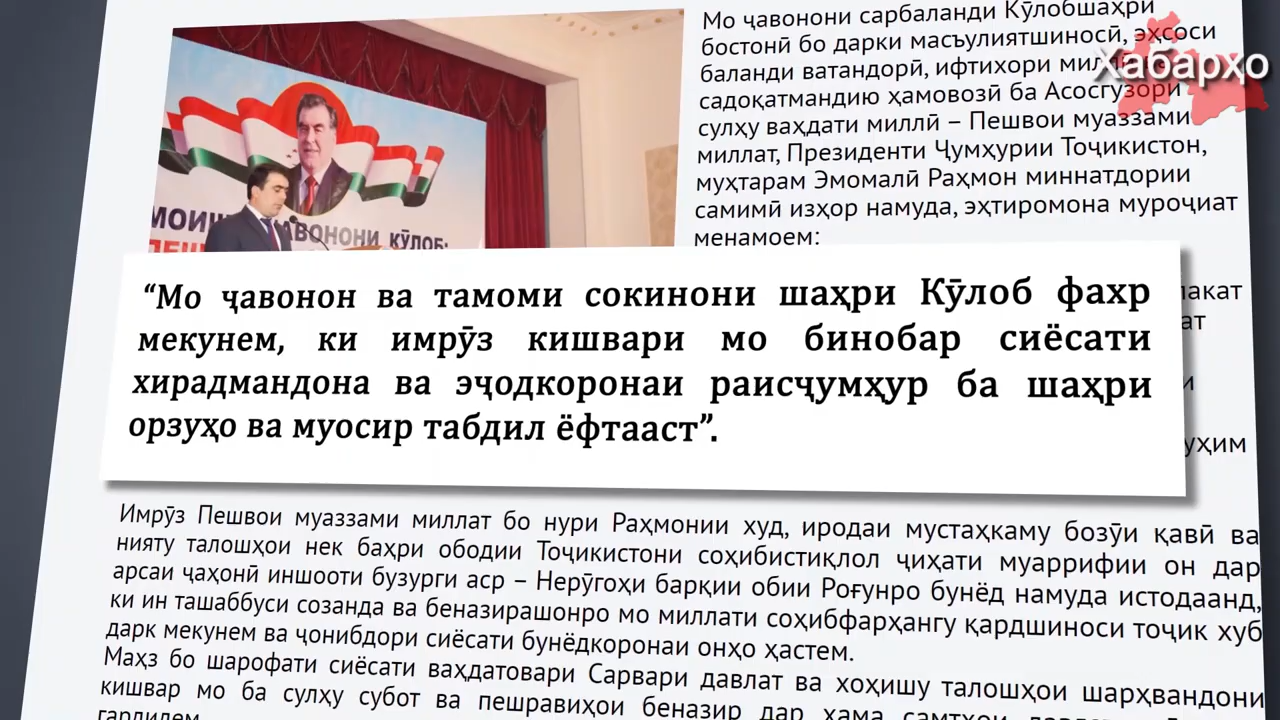 Мо ҷавонони сарбаланди Кӯлобшаҳри
бостонӣ бо дарки масъулиятшиносӣ, эҳсоси
баланди ватандорӣ, ифтихори
садоқатмандию ҳамовозӣ ба Асосгузори
сулҳу ваҳдати миллӣ – Пешвои муаззами
миллат, Президенти Ҷумҳурии Тоҷикистон,
муҳтарам Эмомалӣ Раҳмон миннатдории
самимӣ изҳор намуда, эҳтиромона муроҷиат
менамоем:
Хабарҳо
КӮЛОБ:
“Мо ҷавонон ва тамоми сокинони шаҳри Кӯлоб фахр
мекунем, ки имрӯз кишвари мо бинобар сиёсати
хирадмандона ва эҷодкоронаи раисҷумҳур ба шаҳри
орзуҳо ва муосир табдил ёфтааст”.
Имрӯз Пешвои муаззами миллат бо нури Раҳмонии худ, иродаи мустаҳкаму бозӯи қавӣ ва
нияту талошҳои нек баҳри ободии Тоҷикистони соҳибистиқлол ҷиҳати муаррифии он дар
арсаи ҷаҳонӣ иншооти бузурги аср – Нерӯгоҳи барқии обии Роғунро бунёд намуда истодаанд,
ки ин ташаббуси созанда ва беназирашонро мо миллати соҳибфарҳангу қардшиноси тоҷик хуб
дарк мекунем ва ҷонибдори сиёсати бунёдкоронаи онҳо ҳастем.
Маҳз бо шарофати сиёсати ваҳдатовари Сарвари давлат ва хоҳишу талошҳои шарҳвандони
кишвар мо ба сулҳу субот ва пешравиҳои беназир дар ҳама самтҳои